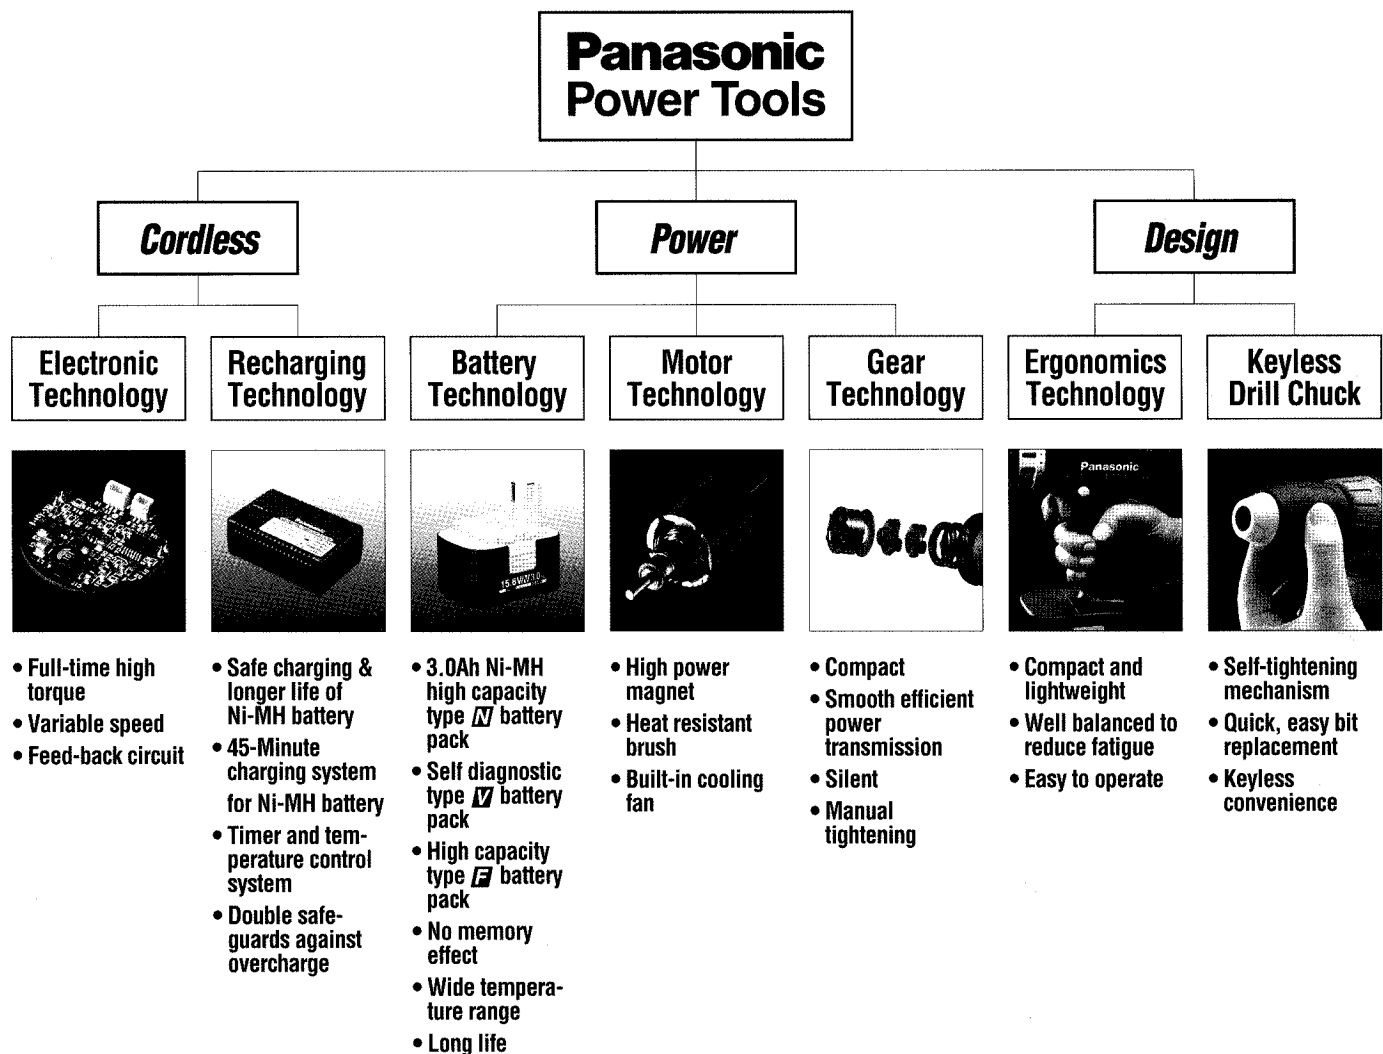 Panasonic
Power Tools
Cordless
Power
Design
Electronic
Technology
Recharging
Technology
Battery
Technology
Motor
Technology
Gear
Technology
Ergonomics
Technology
Keyless
Drill Chuck
15.6V/N/3.0
Panasonic
• Full-time high
torque
• Variable speed
• Feed-back circuit
• Safe charging &
longer life of
Ni-MH battery
• 45-Minute
charging system
for Ni-MH battery
• Timer and tem-
perature control
system
• Double safe-
guards against
overcharge
• 3.0Ah Ni-MH
high capacity
type N battery
pack
• Self diagnostic
type V battery
pack
• High capacity
type F battery
pack
• No memory
effect
• Wide tempera-
ture range
• Long life
• High power
magnet
• Heat resistant
brush
• Built-in cooling
fan
• Compact
• Smooth efficient
power
transmission
• Silent
• Manual
tightening
• Compact and
lightweight
• Well balanced to
reduce fatigue
• Easy to operate
• Self-tightening
mechanism
• Quick, easy bit
replacement
• Keyless
convenience